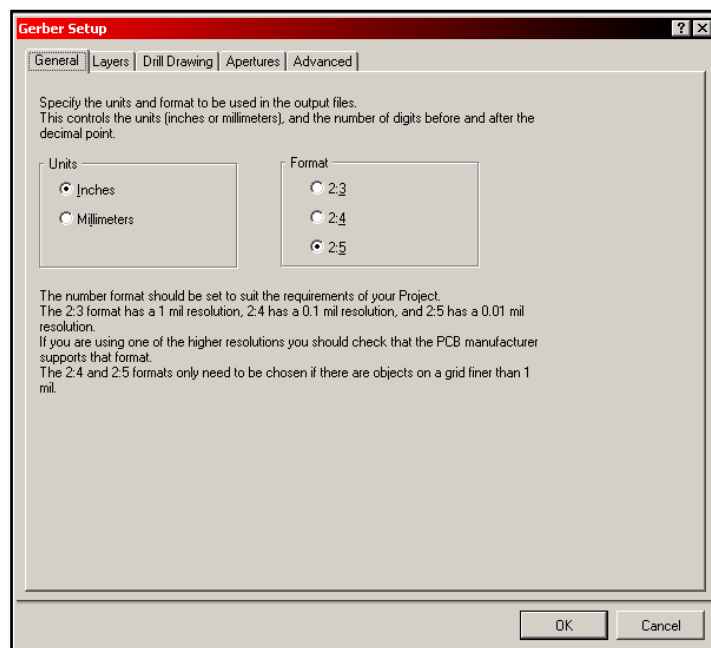 Gerber Setup
General Layers Drill Drawing Apertures Advanced
Specify the units and format to be used in the output files.
This controls the units (inches or millimeters), and the number of digits before and after the
decimal point.
Units
Inches
Millimeters
Format
2:3
2:4
2:5
The number format should be set to suit the requirements of your Project.
The 2:3 format has a 1 mil resolution, 2:4 has a 0.1 mil resolution, and 2:5 has a 0.01 mil
resolution.
If you are using one of the higher resolutions you should check that the PCB manufacturer
supports that format.
The 2:4 and 2:5 formats only need to be chosen if there are objects on a grid finer than 1
mil.
OK Cancel